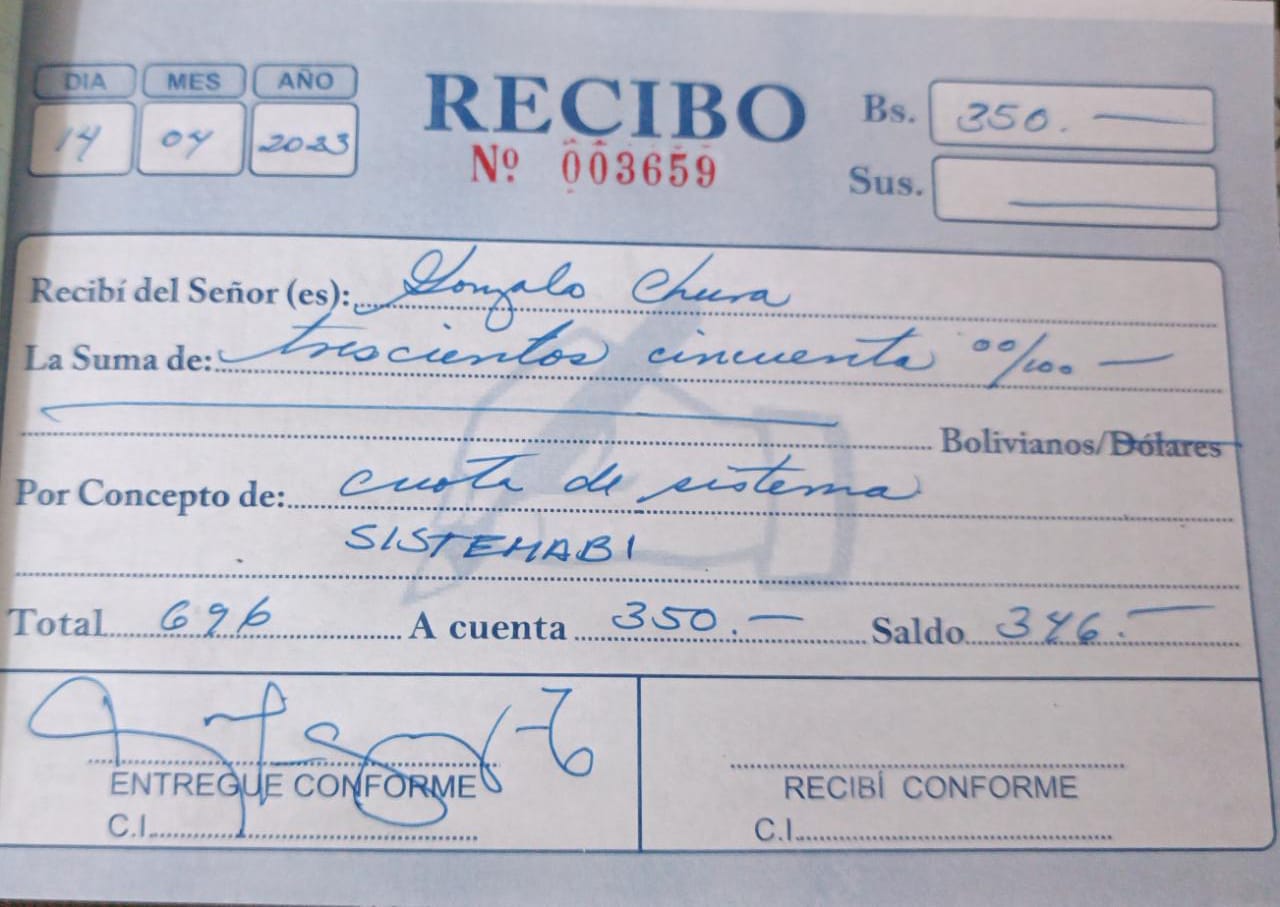 DIA MES AÑO
14 04 2023
RECIBO
Nº 003659
Bs. 350.—
Sus. —
Recibí del Señor (es): Gonzalo Chura
La Suma de: trescientos cincuenta 00/100 —
Bolivianos/Dólares
Por Concepto de: cuota de sistema
SISTEMABI
Total 696 A cuenta 350.— Saldo 346.—
ENTREGUE CONFORME RECIBÍ CONFORME
C.I. C.I.